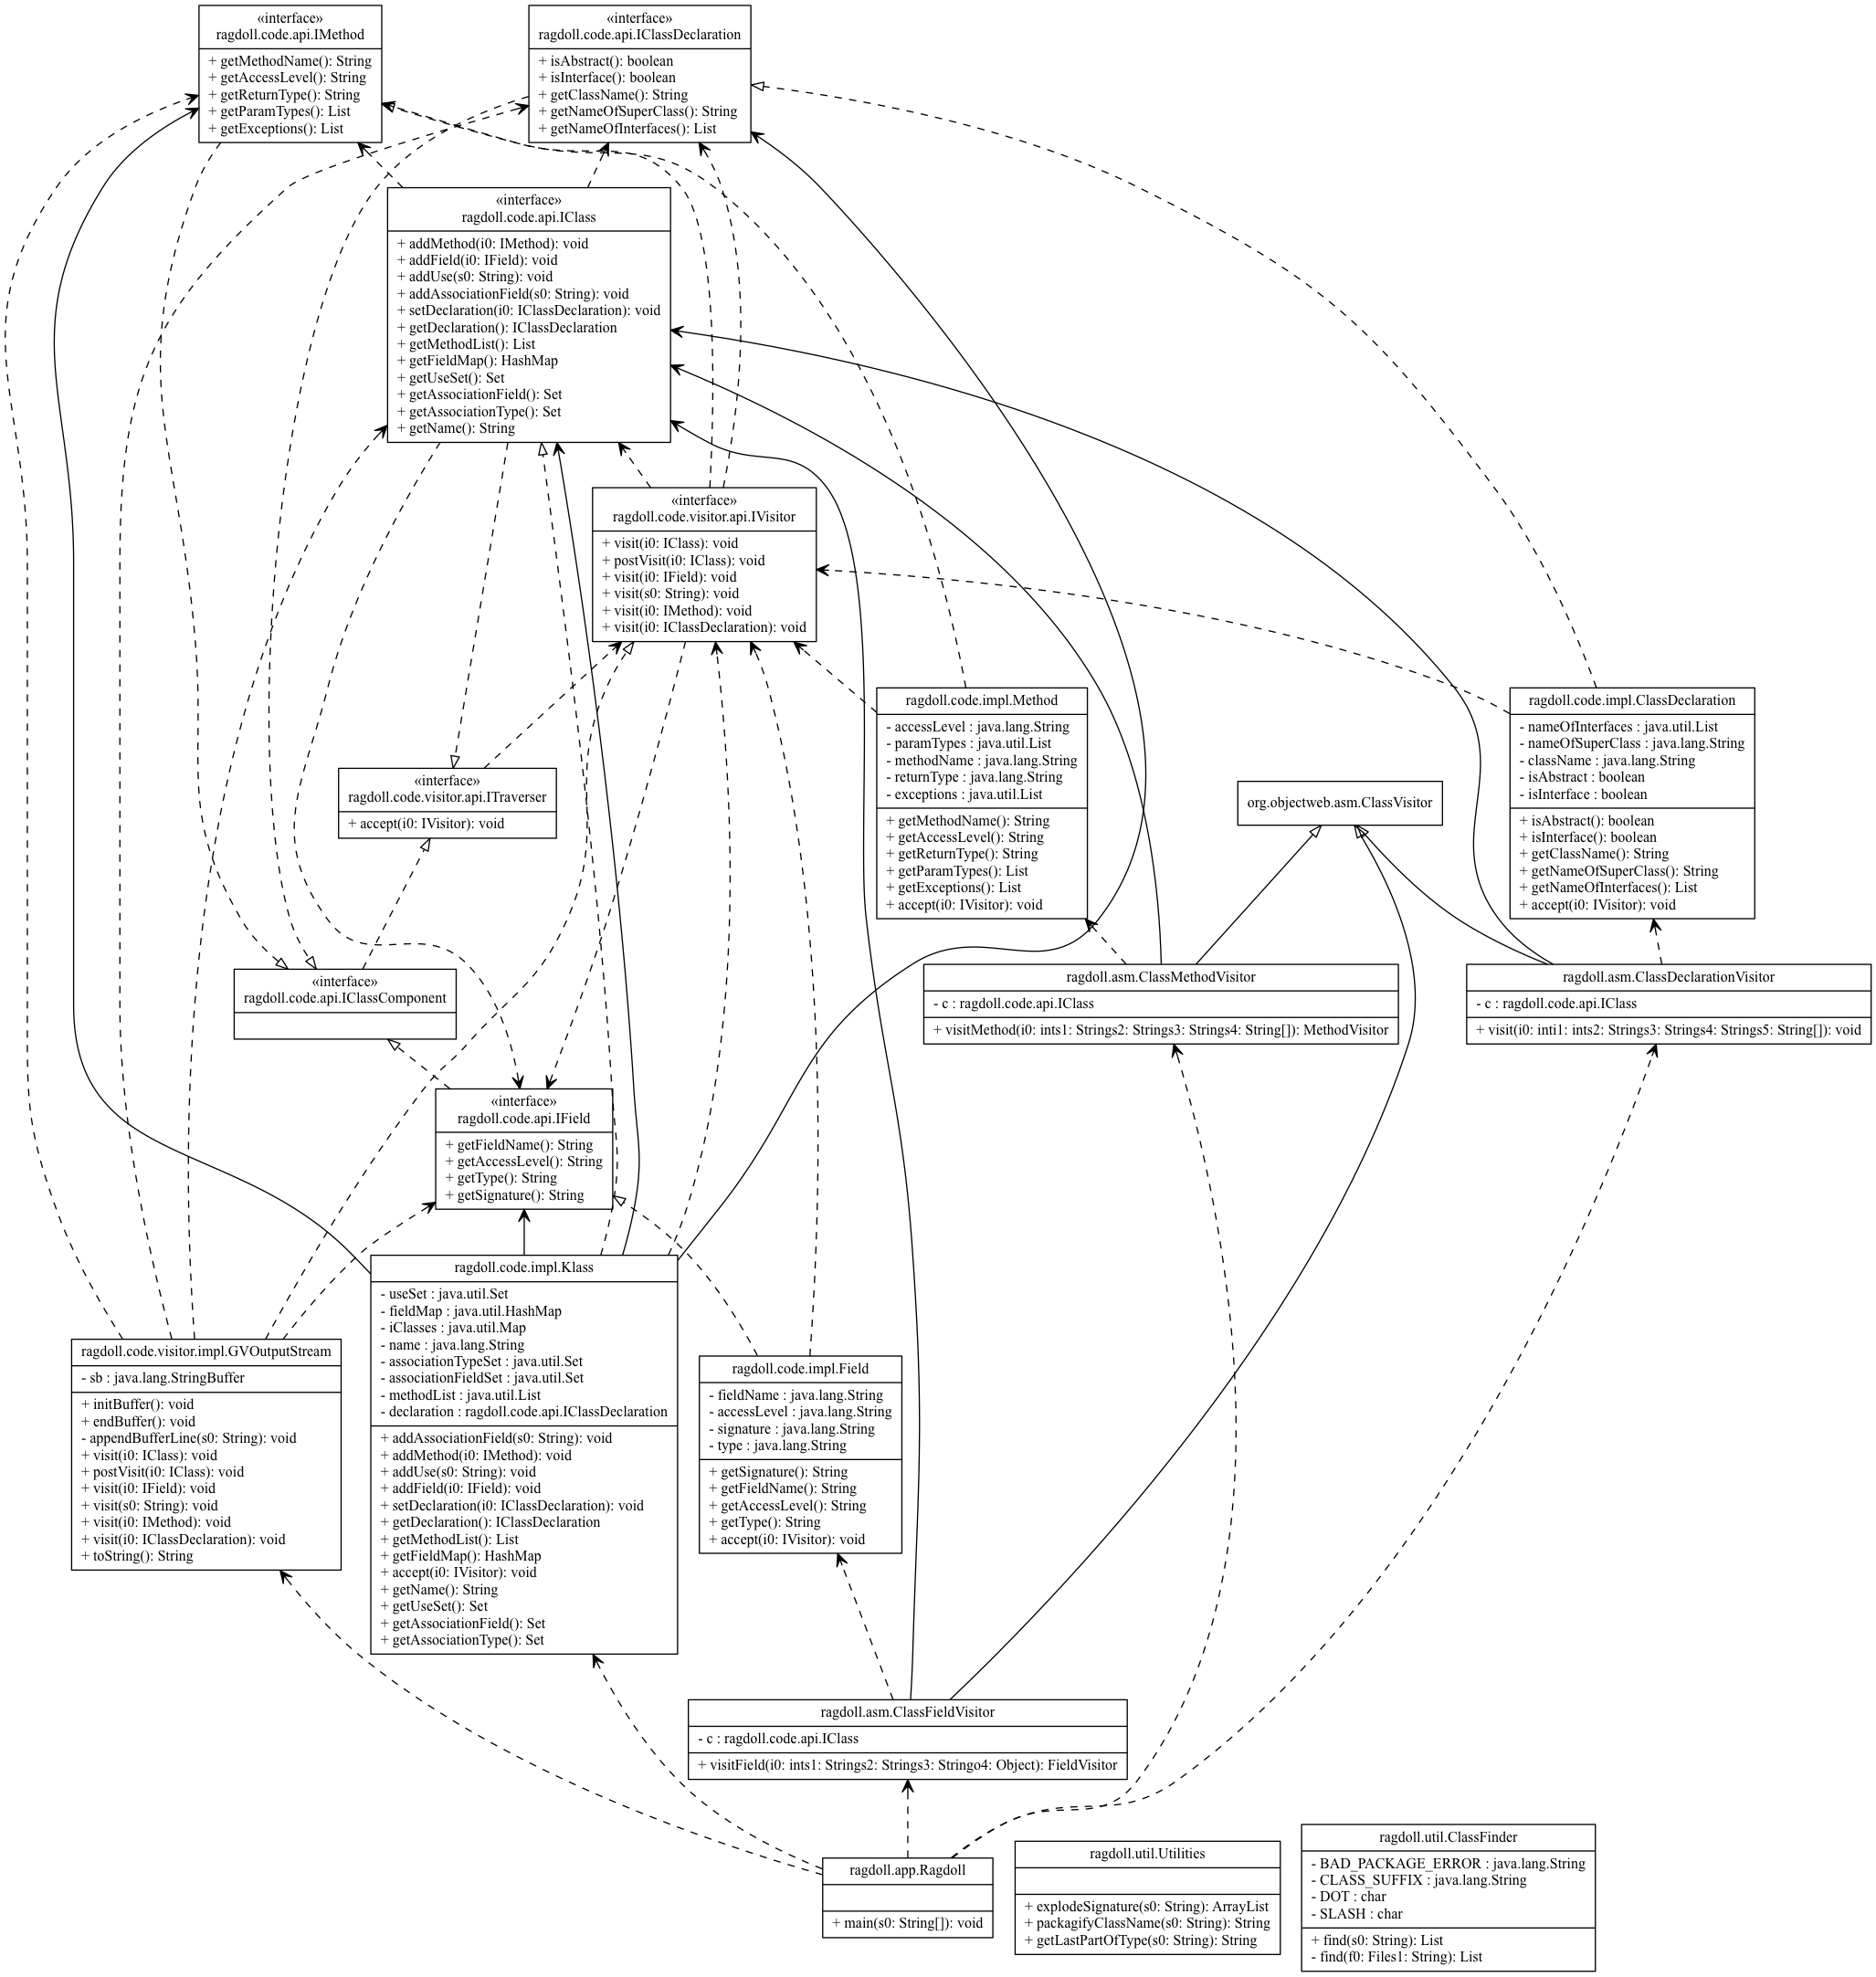 «interface»
ragdoll.code.api.IMethod
+ getMethodName(): String
+ getAccessLevel(): String
+ getReturnType(): String
+ getParamTypes(): List
+ getExceptions(): List
«interface»
ragdoll.code.api.IClassDeclaration
+ isAbstract(): boolean
+ isInterface(): boolean
+ getClassName(): String
+ getNameOfSuperClass(): String
+ getNameOfInterfaces(): List
«interface»
ragdoll.code.api.IClass
+ addMethod(i0: IMethod): void
+ addField(i0: IField): void
+ addUse(s0: String): void
+ addAssociationField(s0: String): void
+ setDeclaration(i0: IClassDeclaration): void
+ getDeclaration(): IClassDeclaration
+ getMethodList(): List
+ getFieldMap(): HashMap
+ getUseSet(): Set
+ getAssociationField(): Set
+ getAssociationType(): Set
+ getName(): String
«interface»
ragdoll.code.visitor.api.IVisitor
+ visit(i0: IClass): void
+ postVisit(i0: IClass): void
+ visit(i0: IField): void
+ visit(s0: String): void
+ visit(i0: IMethod): void
+ visit(i0: IClassDeclaration): void
ragdoll.code.impl.Method
- accessLevel : java.lang.String
- paramTypes : java.util.List
- methodName : java.lang.String
- returnType : java.lang.String
- exceptions : java.util.List
+ getMethodName(): String
+ getAccessLevel(): String
+ getReturnType(): String
+ getParamTypes(): List
+ getExceptions(): List
+ accept(i0: IVisitor): void
ragdoll.code.impl.ClassDeclaration
- nameOfInterfaces : java.util.List
- nameOfSuperClass : java.lang.String
- className : java.lang.String
- isAbstract : boolean
- isInterface : boolean
+ isAbstract(): boolean
+ isInterface(): boolean
+ getClassName(): String
+ getNameOfSuperClass(): String
+ getNameOfInterfaces(): List
+ accept(i0: IVisitor): void
«interface»
ragdoll.code.visitor.api.ITraverser
+ accept(i0: IVisitor): void
org.objectweb.asm.ClassVisitor
«interface»
ragdoll.code.api.IClassComponent
ragdoll.asm.ClassMethodVisitor
- c : ragdoll.code.api.IClass
+ visitMethod(i0: ints1: Strings2: Strings3: Strings4: String[]): MethodVisitor
ragdoll.asm.ClassDeclarationVisitor
- c : ragdoll.code.api.IClass
+ visit(i0: inti1: ints2: Strings3: Strings4: Strings5: String[]): void
«interface»
ragdoll.code.api.IField
+ getFieldName(): String
+ getAccessLevel(): String
+ getType(): String
+ getSignature(): String
ragdoll.code.visitor.impl.GVOutputStream
- sb : java.lang.StringBuffer
+ initBuffer(): void
+ endBuffer(): void
- appendBufferLine(s0: String): void
+ visit(i0: IClass): void
+ postVisit(i0: IClass): void
+ visit(i0: IField): void
+ visit(s0: String): void
+ visit(i0: IMethod): void
+ visit(i0: IClassDeclaration): void
+ toString(): String
ragdoll.code.impl.Klass
- useSet : java.util.Set
- fieldMap : java.util.HashMap
- iClasses : java.util.Map
- name : java.lang.String
- associationTypeSet : java.util.Set
- associationFieldSet : java.util.Set
- methodList : java.util.List
- declaration : ragdoll.code.api.IClassDeclaration
+ addAssociationField(s0: String): void
+ addMethod(i0: IMethod): void
+ addUse(s0: String): void
+ addField(i0: IField): void
+ setDeclaration(i0: IClassDeclaration): void
+ getDeclaration(): IClassDeclaration
+ getMethodList(): List
+ getFieldMap(): HashMap
+ accept(i0: IVisitor): void
+ getName(): String
+ getUseSet(): Set
+ getAssociationField(): Set
+ getAssociationType(): Set
ragdoll.code.impl.Field
- fieldName : java.lang.String
- accessLevel : java.lang.String
- signature : java.lang.String
- type : java.lang.String
+ getSignature(): String
+ getFieldName(): String
+ getAccessLevel(): String
+ getType(): String
+ accept(i0: IVisitor): void
ragdoll.asm.ClassFieldVisitor
- c : ragdoll.code.api.IClass
+ visitField(i0: ints1: Strings2: Strings3: Stringo4: Object): FieldVisitor
ragdoll.app.Ragdoll
+ main(s0: String[]): void
ragdoll.util.Utilities
+ explodeSignature(s0: String): ArrayList
+ packagifyClassName(s0: String): String
+ getLastPartOfType(s0: String): String
ragdoll.util.ClassFinder
- BAD_PACKAGE_ERROR : java.lang.String
- CLASS_SUFFIX : java.lang.String
- DOT : char
- SLASH : char
+ find(s0: String): List
- find(f0: Files1: String): List